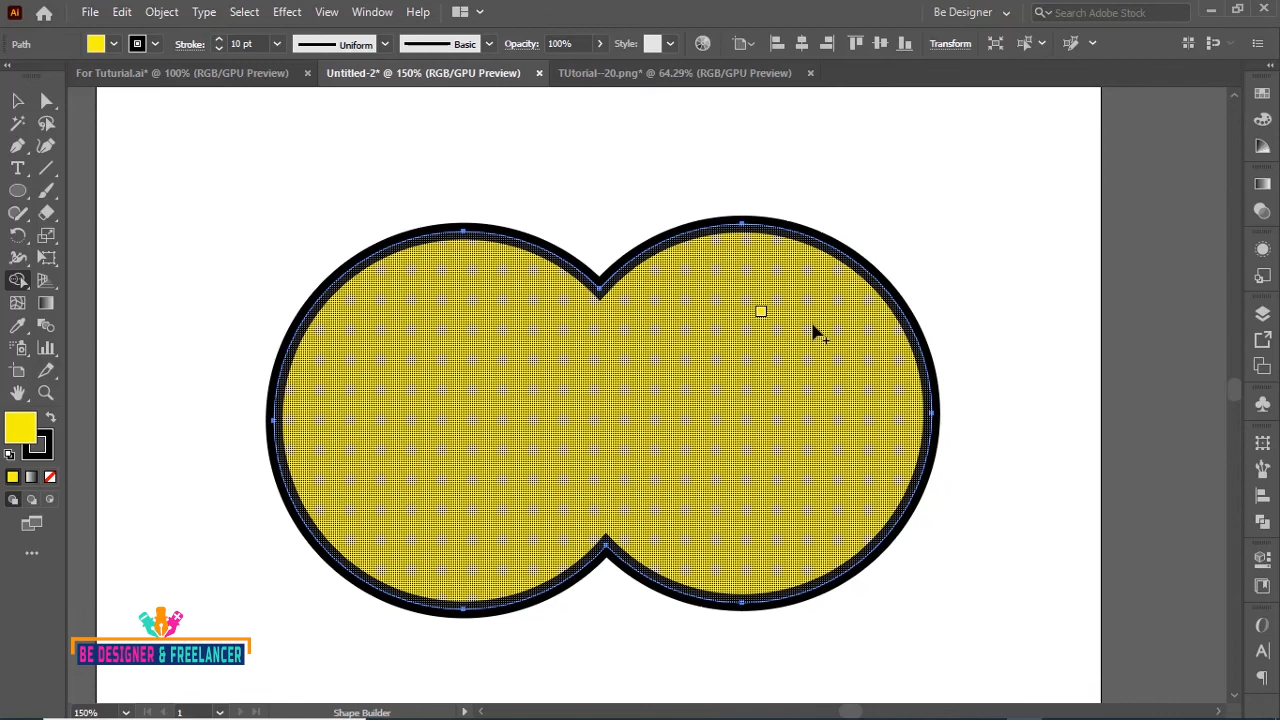 Ai
File Edit Object Type Select Effect View Window Help
Be Designer
Search Adobe Stock
Path
Stroke: 10 pt Uniform Basic Opacity: 100% Style: Transform
For Tuturial.ai* @ 100% (RGB/GPU Preview)
Untitled-2* @ 150% (RGB/GPU Preview)
TUtorial--20.png* @ 64.29% (RGB/GPU Preview)
BE DESIGNER & FREELANCER
150% 1 Shape Builder